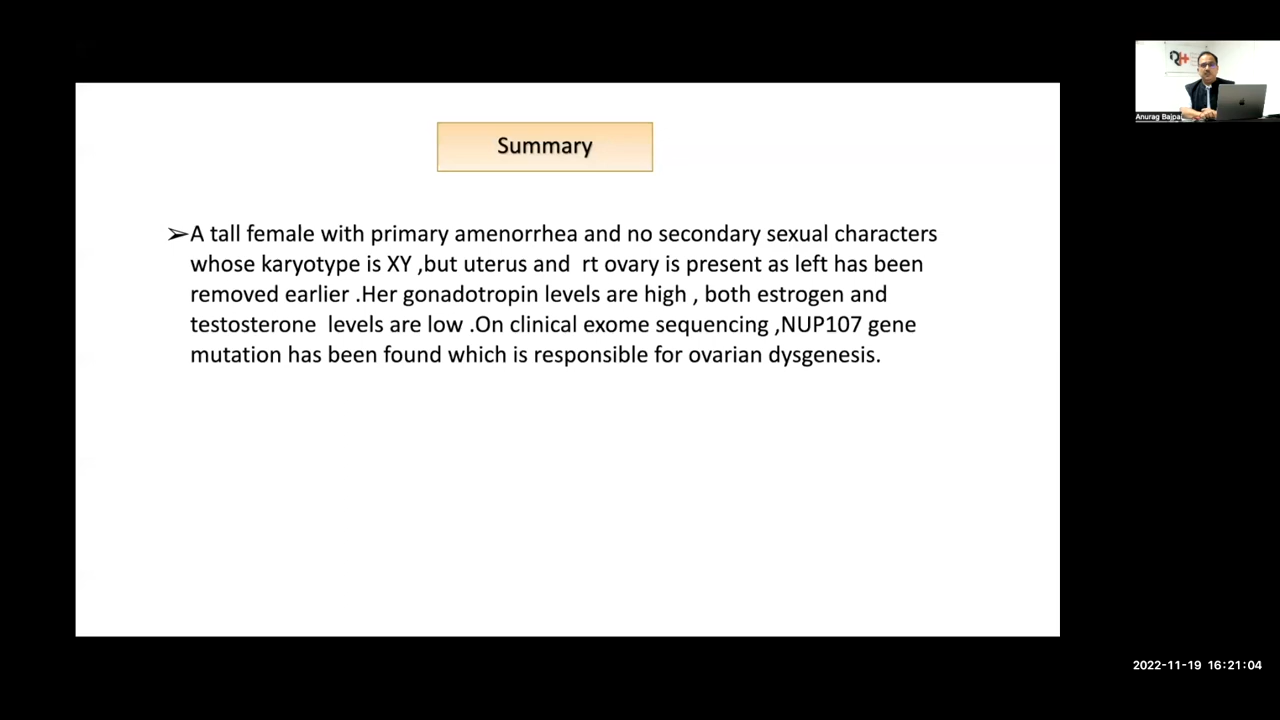 Summary
➢A tall female with primary amenorrhea and no secondary sexual characters
whose karyotype is XY ,but uterus and rt ovary is present as left has been
removed earlier .Her gonadotropin levels are high , both estrogen and
testosterone levels are low .On clinical exome sequencing ,NUP107 gene
mutation has been found which is responsible for ovarian dysgenesis.
Anurag Bajpa
2022-11-19 16:21:04